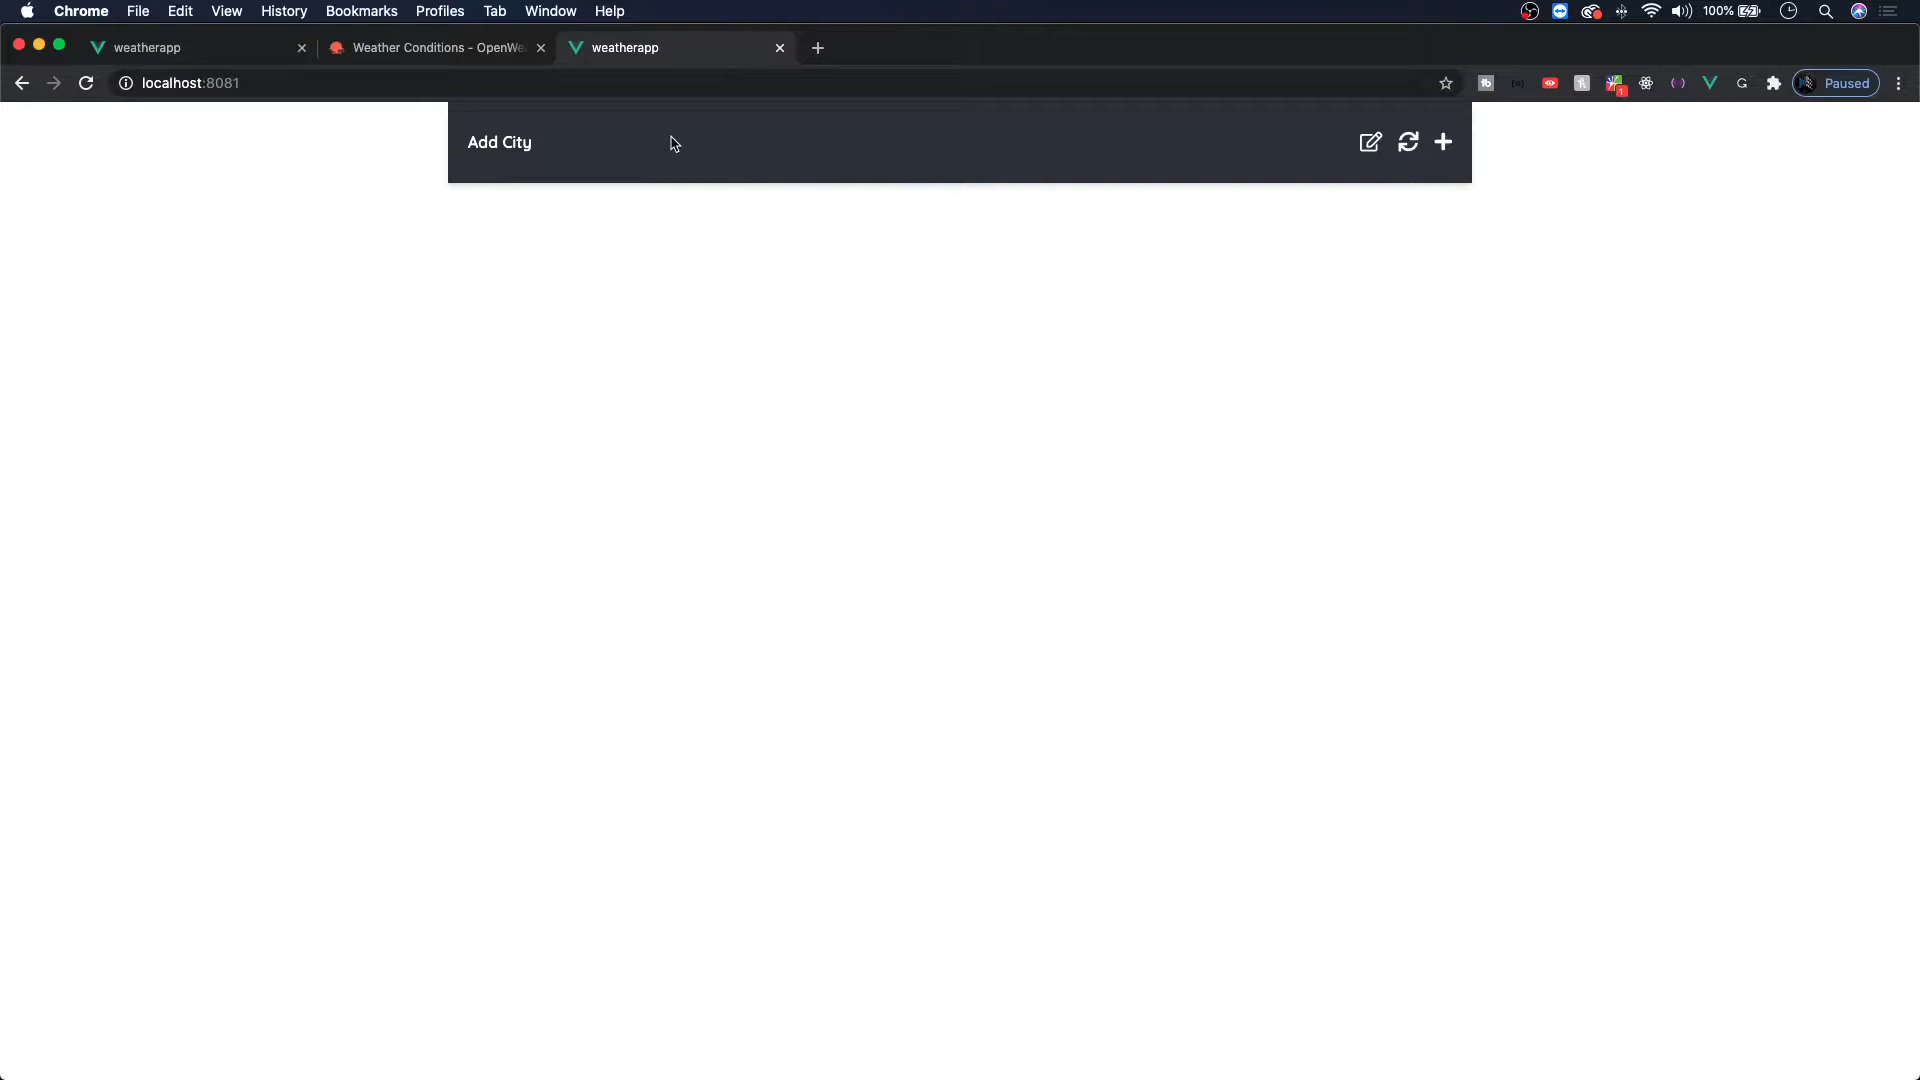 Chrome File Edit View History Bookmarks Profiles Tab Window Help 100%
weatherapp Weather Conditions - OpenWe weatherapp
localhost:8081 Paused
Add City